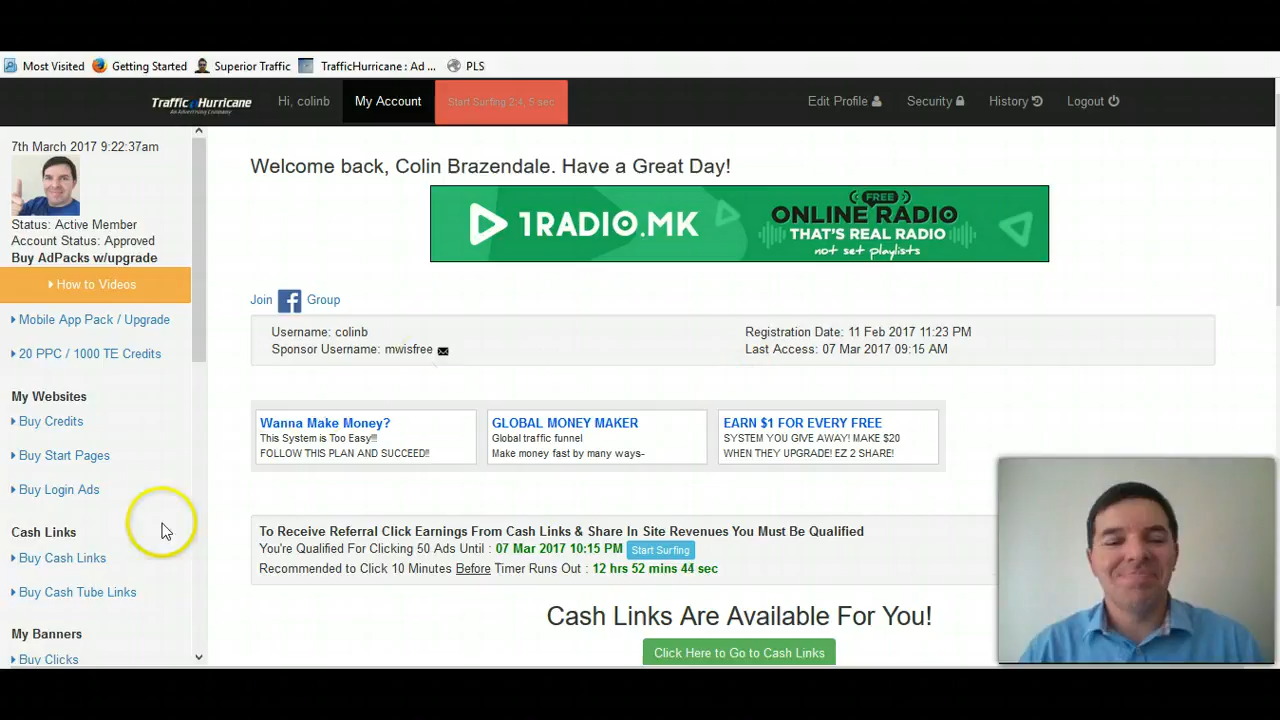 Most Visited Getting Started Superior Traffic TrafficHurricane : Ad ... PLS
Traffic Hurricane
An Advertising Company
Hi, colinb My Account Start Surfing 2:4, 5 sec Edit Profile Security History Logout
7th March 2017 9:22:37am
Status: Active Member
Account Status: Approved
Buy AdPacks w/upgrade
How to Videos
Mobile App Pack / Upgrade
20 PPC / 1000 TE Credits
My Websites
Buy Credits
Buy Start Pages
Buy Login Ads
Cash Links
Buy Cash Links
Buy Cash Tube Links
My Banners
Buy Clicks
Welcome back, Colin Brazendale. Have a Great Day!
1RADIO.MK
FREE
ONLINE RADIO
THAT'S REAL RADIO
not set playlists
Join f Group
Username: colinb
Sponsor Username: mwisfree
Registration Date: 11 Feb 2017 11:23 PM
Last Access: 07 Mar 2017 09:15 AM
Wanna Make Money?
This System is Too Easy!!!
FOLLOW THIS PLAN AND SUCCEED!!
GLOBAL MONEY MAKER
Global traffic funnel
Make money fast by many ways-
EARN $1 FOR EVERY FREE
SYSTEM YOU GIVE AWAY! MAKE $20
WHEN THEY UPGRADE! EZ 2 SHARE!
To Receive Referral Click Earnings From Cash Links & Share In Site Revenues You Must Be Qualified
You're Qualified For Clicking 50 Ads Until : 07 Mar 2017 10:15 PM Start Surfing
Recommended to Click 10 Minutes Before Timer Runs Out : 12 hrs 52 mins 44 sec
Cash Links Are Available For You!
Click Here to Go to Cash Links